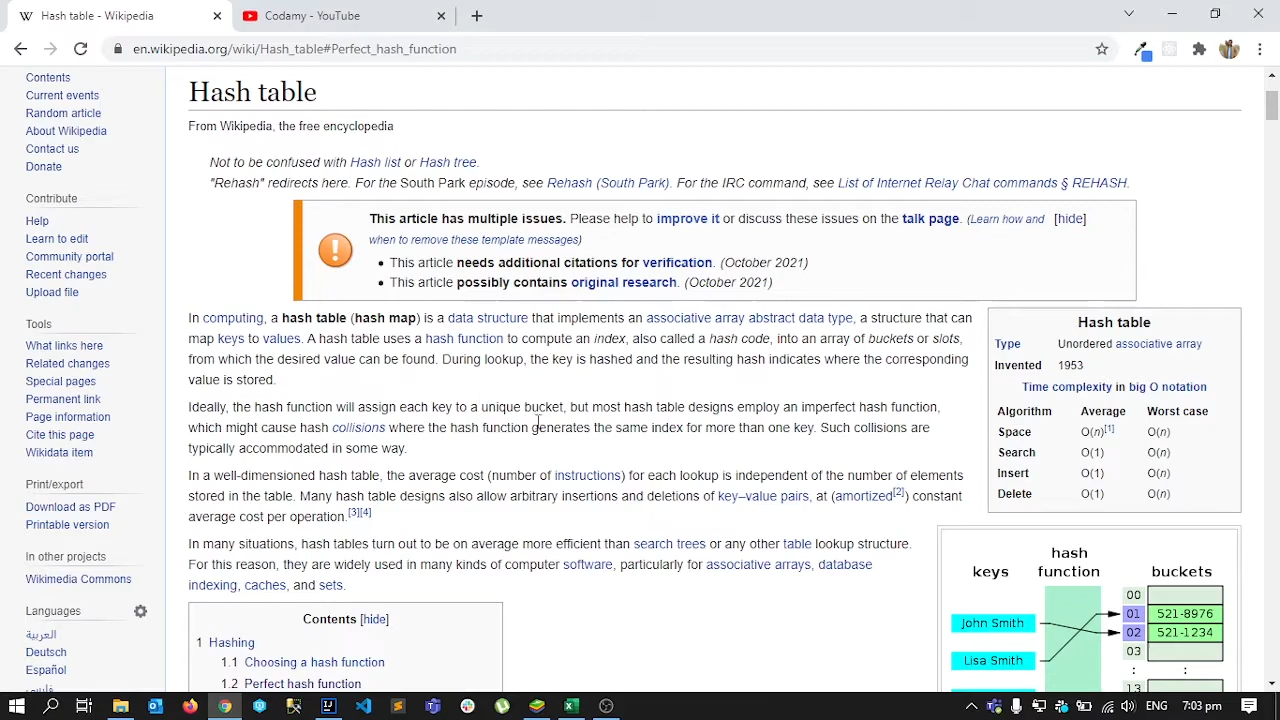 Hash table - Wikipedia
Codamy - YouTube
en.wikipedia.org/wiki/Hash_table#Perfect_hash_function
Contents
Current events
Random article
About Wikipedia
Contact us
Donate
Contribute
Help
Learn to edit
Community portal
Recent changes
Upload file
Tools
What links here
Related changes
Special pages
Permanent link
Page information
Cite this page
Wikidata item
Print/export
Download as PDF
Printable version
In other projects
Wikimedia Commons
Languages
العربية
Deutsch
Español
Hash table
From Wikipedia, the free encyclopedia
Not to be confused with Hash list or Hash tree.
"Rehash" redirects here. For the South Park episode, see Rehash (South Park). For the IRC command, see List of Internet Relay Chat commands § REHASH.
This article has multiple issues. Please help to improve it or discuss these issues on the talk page. (Learn how and [hide]
when to remove these template messages)
• This article needs additional citations for verification. (October 2021)
• This article possibly contains original research. (October 2021)
In computing, a hash table (hash map) is a data structure that implements an associative array abstract data type, a structure that can
map keys to values. A hash table uses a hash function to compute an index, also called a hash code, into an array of buckets or slots,
from which the desired value can be found. During lookup, the key is hashed and the resulting hash indicates where the corresponding
value is stored.
Ideally, the hash function will assign each key to a unique bucket, but most hash table designs employ an imperfect hash function,
which might cause hash collisions where the hash function generates the same index for more than one key. Such collisions are
typically accommodated in some way.
In a well-dimensioned hash table, the average cost (number of instructions) for each lookup is independent of the number of elements
stored in the table. Many hash table designs also allow arbitrary insertions and deletions of key–value pairs, at (amortized[2]) constant
average cost per operation.[3][4]
In many situations, hash tables turn out to be on average more efficient than search trees or any other table lookup structure.
For this reason, they are widely used in many kinds of computer software, particularly for associative arrays, database
indexing, caches, and sets.
Contents [hide]
1 Hashing
1.1 Choosing a hash function
1.2 Perfect hash function
Hash table
Type Unordered associative array
Invented 1953
Time complexity in big O notation
Algorithm Average Worst case
Space O(n)[1] O(n)
Search O(1) O(n)
Insert O(1) O(n)
Delete O(1) O(n)
hash
keys function buckets
00
John Smith 01 521-8976
02 521-1234
Lisa Smith 03
:
:
13
ENG 07:15 PM